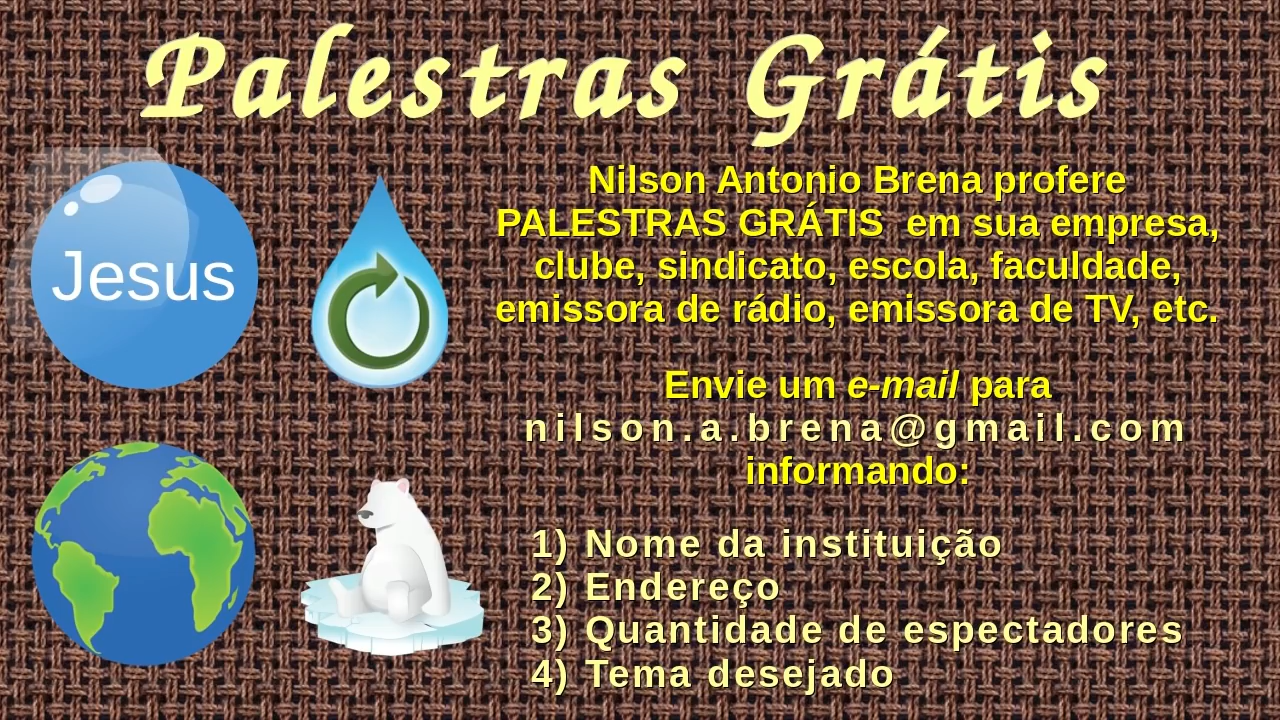 Palestras Grátis
Jesus
Nilson Antonio Brena profere
PALESTRAS GRÁTIS em sua empresa,
clube, sindicato, escola, faculdade,
emissora de rádio, emissora de TV, etc.
Envie um e-mail para
nilson.a.brena@gmail.com
informando:
1) Nome da instituição
2) Endereço
3) Quantidade de espectadores
4) Tema desejado